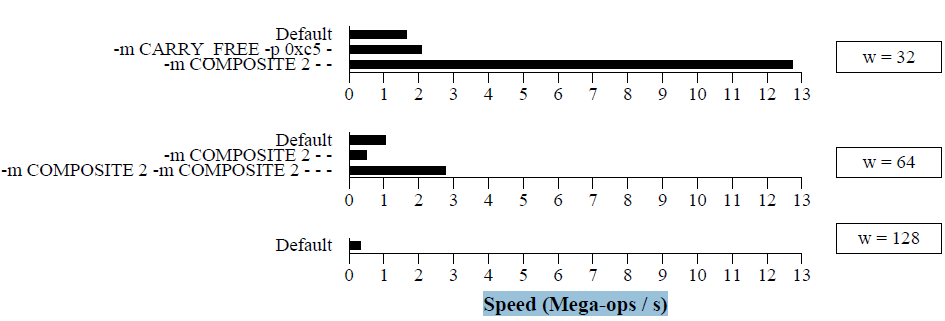 Default
-m CARRY_FREE -p 0xc5 -
-m COMPOSITE 2 - -
w = 32
0 1 2 3 4 5 6 7 8 9 10 11 12 13
Default
-m COMPOSITE 2 - -
-m COMPOSITE 2 -m COMPOSITE 2 - - -
w = 64
0 1 2 3 4 5 6 7 8 9 10 11 12 13
Default
w = 128
0 1 2 3 4 5 6 7 8 9 10 11 12 13
Speed (Mega-ops / s)